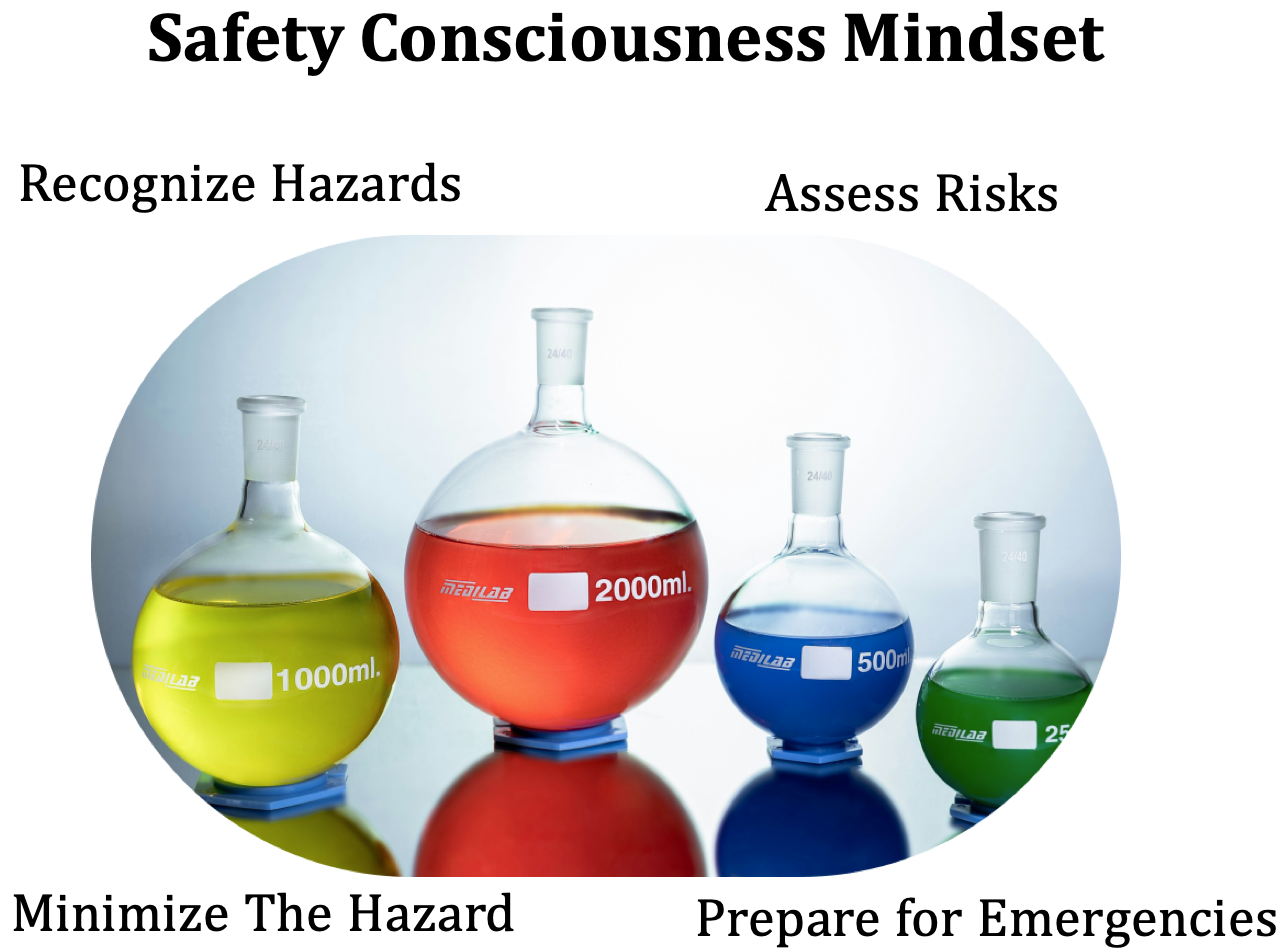 Safety Consciousness Mindset
Recognize Hazards
Assess Risks
24/40
24/40
24/40
24/40
MEDILAB 2000ml.
MEDILAB 1000ml.
MEDILAB 500ml
MEDILAB 25
Minimize The Hazard
Prepare for Emergencies